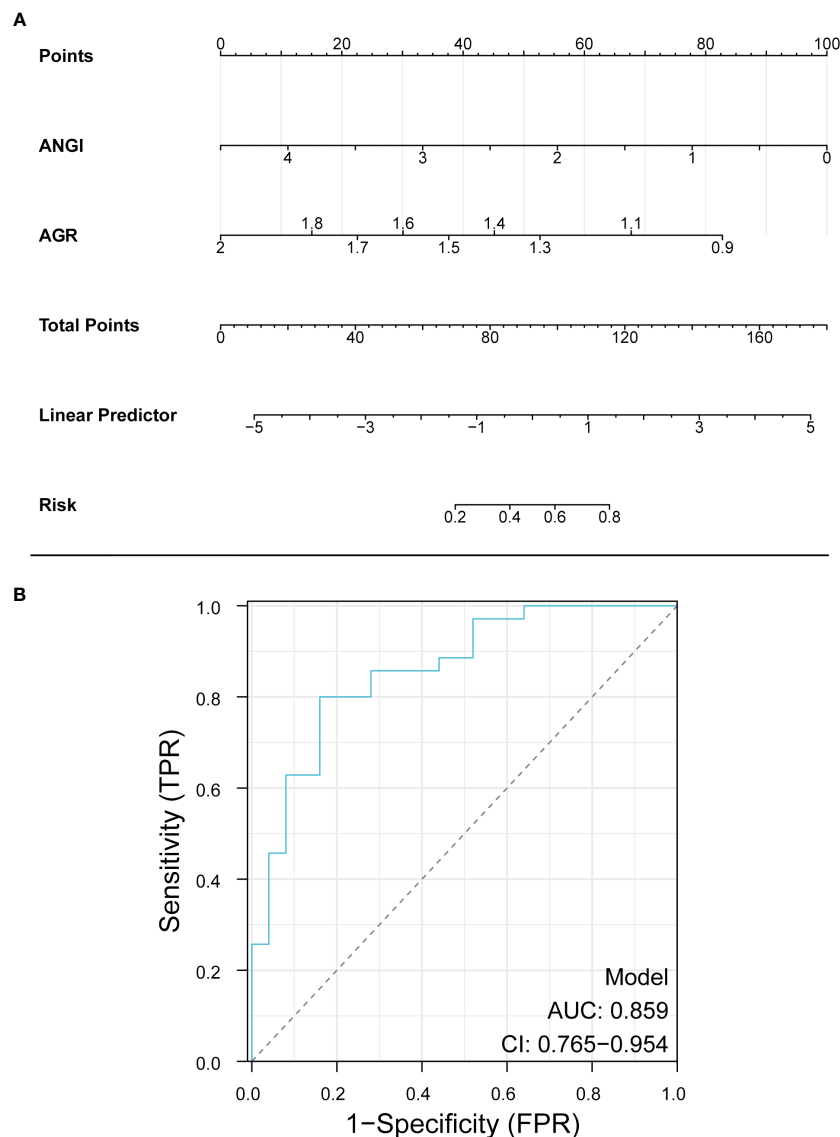 A
Points
0 20 40 60 80 100
ANGI
4 3 2 1 0
AGR
1.8 1.6 1.4 1.1
2 1.7 1.5 1.3 0.9
Total Points
0 40 80 120 160
Linear Predictor
−5 −3 −1 1 3 5
Risk
0.2 0.4 0.6 0.8
B
1.0
0.8
0.6
0.4
0.2
0.0
Sensitivity (TPR)
Model
AUC: 0.859
CI: 0.765−0.954
0.0 0.2 0.4 0.6 0.8 1.0
1−Specificity (FPR)